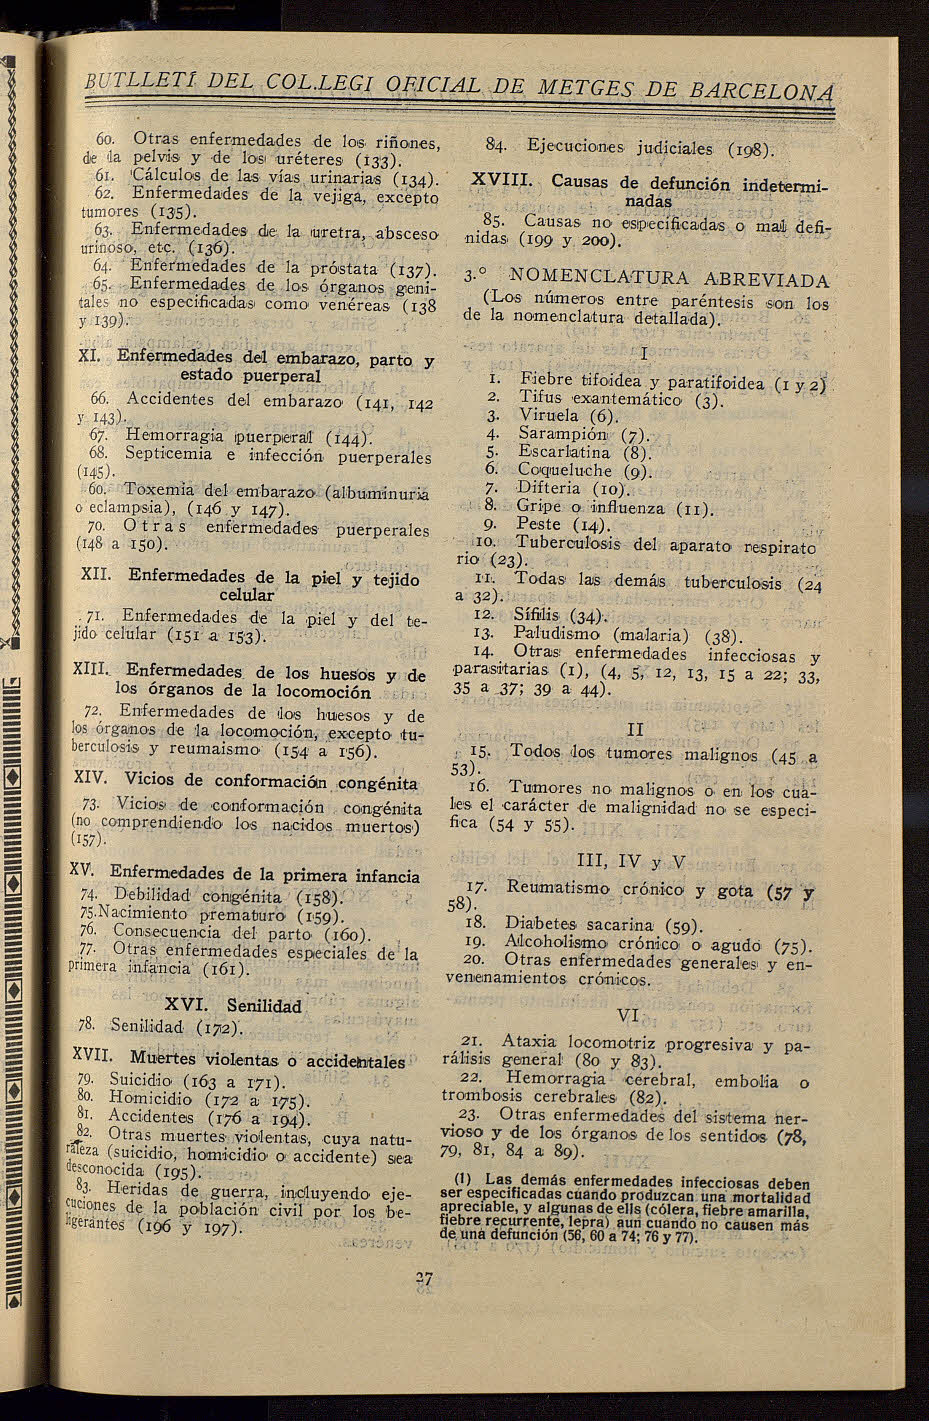 BUTLLETÍ DEL COL.LEGI OFICIAL DE METGES DE BARCELONA
60. Otras enfermedades de los riñones,
de la pelvis y de los uréteres (133).
61. Cálculos de las vías urinarias (134).
62. Enfermedades de la vejiga, excepto
tumores (135).
63. Enfermedades de la uretra, absceso
urinoso, etc. (136).
64. Enfermedades de la próstata (137).
65. Enfermedades de los órganos geni-
tales no especificadas como venéreas (138
y 139).
XI. Enfermedades del embarazo, parto y
estado puerperal
66. Accidentes del embarazo (141, 142
y 143).
67. Hemorragia puerperal (144).
68. Septicemia e infección puerperales
(145).
60. Toxemia del embarazo (albuminuria
o eclampsia), (146 y 147).
70. Otras enfermedades puerperales
(148 a 150).
XII. Enfermedades de la piel y tejido
celular
71. Enfermedades de la piel y del te-
jido celular (151 a 153).
XIII. Enfermedades de los huesos y de
los órganos de la locomoción
72. Enfermedades de los huesos y de
los órganos de la locomoción, excepto tu-
berculosis y reumaismo (154 a 156).
XIV. Vicios de conformación congénita
73. Vicios de conformación congénita
(no comprendiendo los nacidos muertos)
(157).
XV. Enfermedades de la primera infancia
74. Debilidad congénita (158).
75.Nacimiento prematuro (159).
76. Consecuencia del parto (160).
77. Otras enfermedades especiales de la
primera infancia (161).
XVI. Senilidad
78. Senilidad (172).
XVII. Muertes violentas o accidentales
79. Suicidio (163 a 171).
80. Homicidio (172 a 175).
81. Accidentes (176 a 194).
82. Otras muertes violentas, cuya natu-
raleza (suicidio, homicidio o accidente) sea
desconocida (195).
83. Heridas de guerra, incluyendo eje-
cuciones de la población civil por los be-
ligerantes (196 y 197).
84. Ejecuciones judiciales (198).
XVIII. Causas de defunción indetermi-
nadas
85. Causas no especificadas o mal defi-
nidas (199 y 200).
3.º NOMENCLATURA ABREVIADA
(Los números entre paréntesis son los
de la nomenclatura detallada).
I
1. Fiebre tifoidea y paratifoidea (1 y 2)
2. Tifus exantemático (3).
3. Viruela (6).
4. Sarampión (7).
5. Escarlatina (8).
6. Coqueluche (9).
7. Difteria (10).
8. Gripe o influenza (11).
9. Peste (14).
10. Tuberculosis del aparato respirato
rio (23).
11. Todas las demás tuberculosis (24
a 32).
12. Sífilis (34).
13. Paludismo (malaria) (38).
14. Otras enfermedades infecciosas y
parasitarias (1), (4, 5, 12, 13, 15 a 22; 33,
35 a 37; 39 a 44).
II
15. Todos los tumores malignos (45 a
53).
16. Tumores no malignos o en los cua-
les el carácter de malignidad no se especi-
fica (54 y 55).
III, IV y V
17. Reumatismo crónico y gota (57 y
58).
18. Diabetes sacarina (59).
19. Alcoholismo crónico o agudo (75).
20. Otras enfermedades generales y en-
venenamientos crónicos.
VI
21. Ataxia locomotriz progresiva y pa-
rálisis general (80 y 83).
22. Hemorragia cerebral, embolia o
trombosis cerebrales (82).
23. Otras enfermedades del sistema ner-
vioso y de los órganos de los sentidos (78,
79, 81, 84 a 89).
(1) Las demás enfermedades infecciosas deben
ser especificadas cuando produzcan una mortalidad
apreciable, y algunas de ells (cólera, fiebre amarilla,
fiebre recurrente, lepra) aun cuando no causen más
de una defunción (56, 60 a 74; 76 y 77).
27